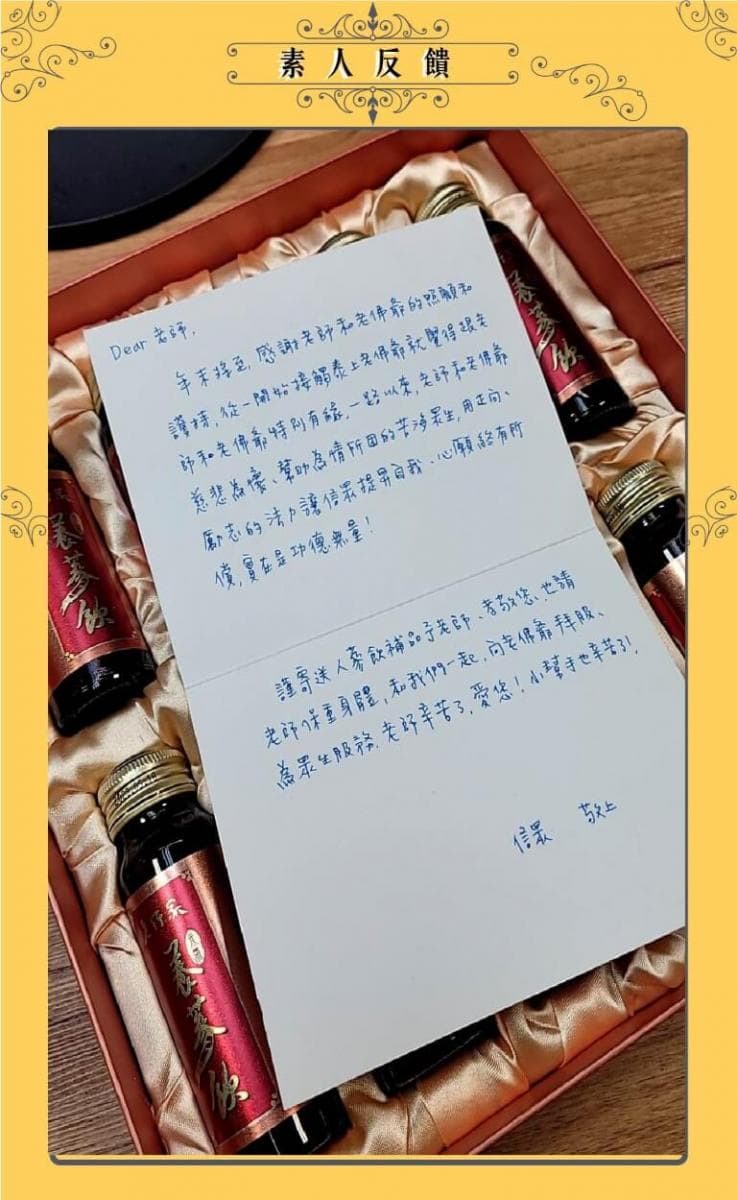 素人反饋
Dear 老師,
年末將至,感謝老師和老佛爺的照顧和
護持,從一開始接觸泰上老佛爺就覺得跟老
師和老佛爺特別有緣,一路以來,老師和老佛爺
慈悲為懷、幫助為情所困的苦海眾生,用正向、
勵志的活力讓信眾提昇自我、心願終有所
償,實在是功德無量!
謹寄送人蔘飲補品予老師、孝敬您,也請
老師保重身體,和我們一起,向老佛爺拜服、
為眾生服務,老師辛苦了,愛您!小幫手也辛苦了!
信眾 敬上
養蔘飲
養蔘飲
元氣
養蔘飲